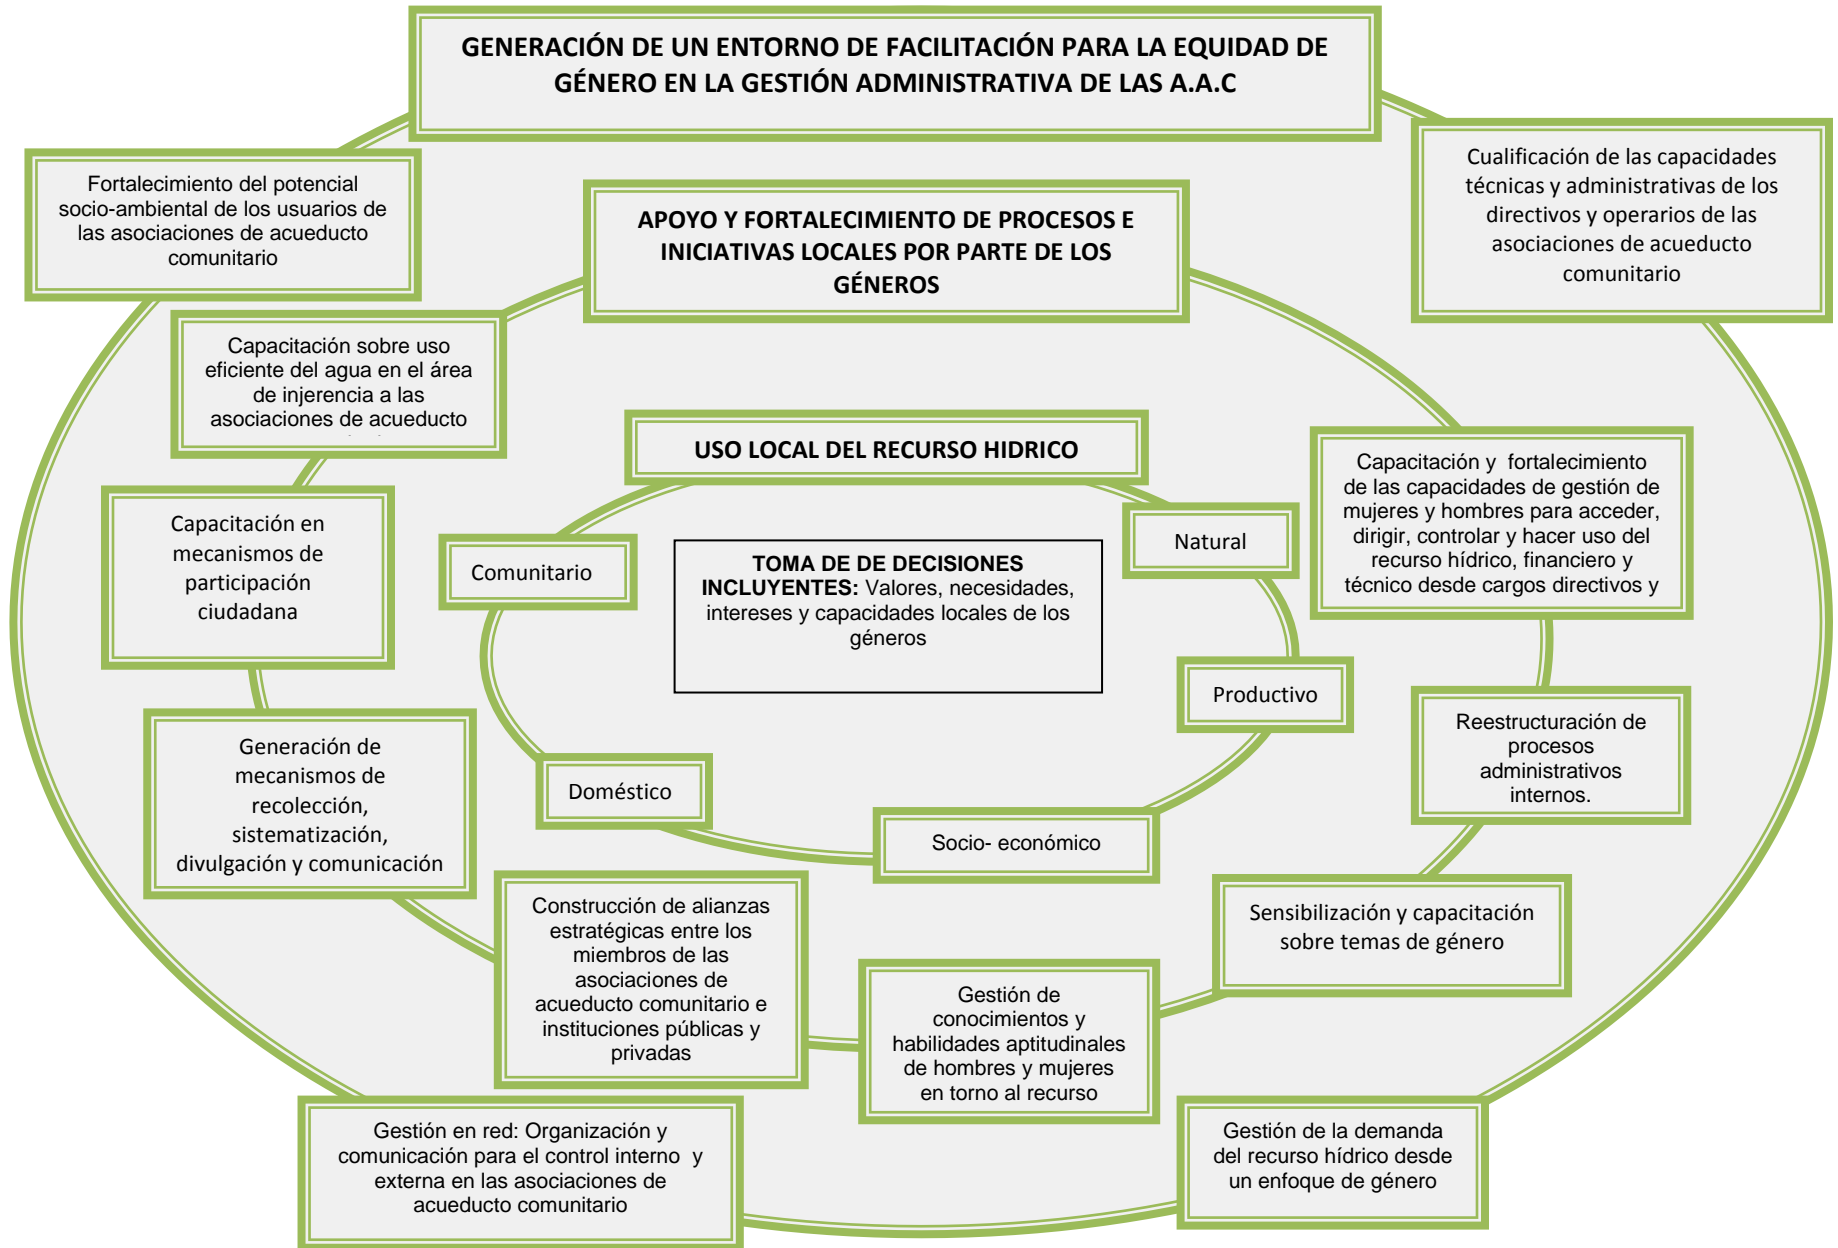 GENERACIÓN DE UN ENTORNO DE FACILITACIÓN PARA LA EQUIDAD DE
GÉNERO EN LA GESTIÓN ADMINISTRATIVA DE LAS A.A.C
Fortalecimiento del potencial
socio-ambiental de los usuarios de
las asociaciones de acueducto
comunitario
Cualificación de las capacidades
técnicas y administrativas de los
directivos y operarios de las
asociaciones de acueducto
comunitario
APOYO Y FORTALECIMIENTO DE PROCESOS E
INICIATIVAS LOCALES POR PARTE DE LOS
GÉNEROS
Capacitación sobre uso
eficiente del agua en el área
de injerencia a las
asociaciones de acueducto
USO LOCAL DEL RECURSO HIDRICO
Capacitación y  fortalecimiento
de las capacidades de gestión de
mujeres y hombres para acceder,
dirigir, controlar y hacer uso del
recurso hídrico, financiero y
técnico desde cargos directivos y
Capacitación en
mecanismos de
participación
ciudadana
Comunitario
Natural
TOMA DE DE DECISIONES
INCLUYENTES: Valores, necesidades,
intereses y capacidades locales de los
géneros
Productivo
Generación de
mecanismos de
recolección,
sistematización,
divulgación y comunicación
Reestructuración de
procesos
administrativos
internos.
Doméstico
Socio- económico
Construcción de alianzas
estratégicas entre los
miembros de las
asociaciones de
acueducto comunitario e
instituciones públicas y
privadas
Sensibilización y capacitación
sobre temas de género
Gestión de
conocimientos y
habilidades aptitudinales
de hombres y mujeres
en torno al recurso
Gestión en red: Organización y
comunicación para el control interno  y
externa en las asociaciones de
acueducto comunitario
Gestión de la demanda
del recurso hídrico desde
un enfoque de género